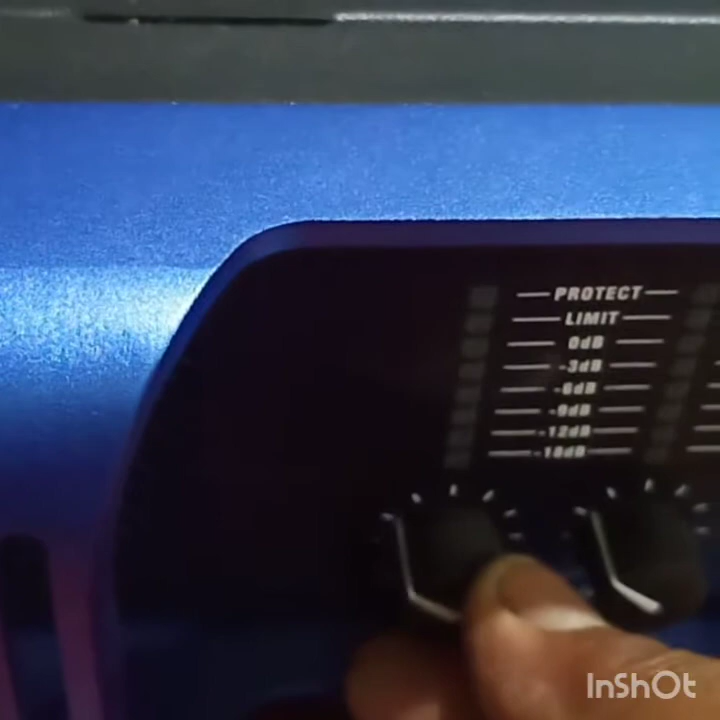 PROTECT
LIMIT
0dB
-3dB
-6dB
-9dB
-12dB
-18dB
InShOt